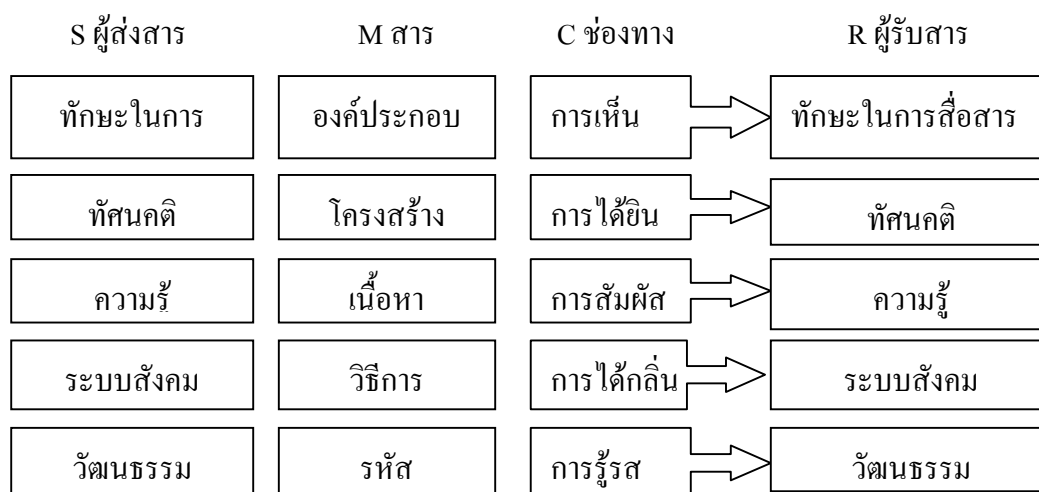 S ผู้ส่งสาร M สาร C ช่องทาง R ผู้รับสาร
ทักษะในการ องค์ประกอบ การเห็น ทักษะในการสื่อสาร
ทัศนคติ โครงสร้าง การได้ยิน ทัศนคติ
ความรู้ เนื้อหา การสัมผัส ความรู้
ระบบสังคม วิธีการ การได้กลิ่น ระบบสังคม
วัฒนธรรม รหัส การรู้รส วัฒนธรรม